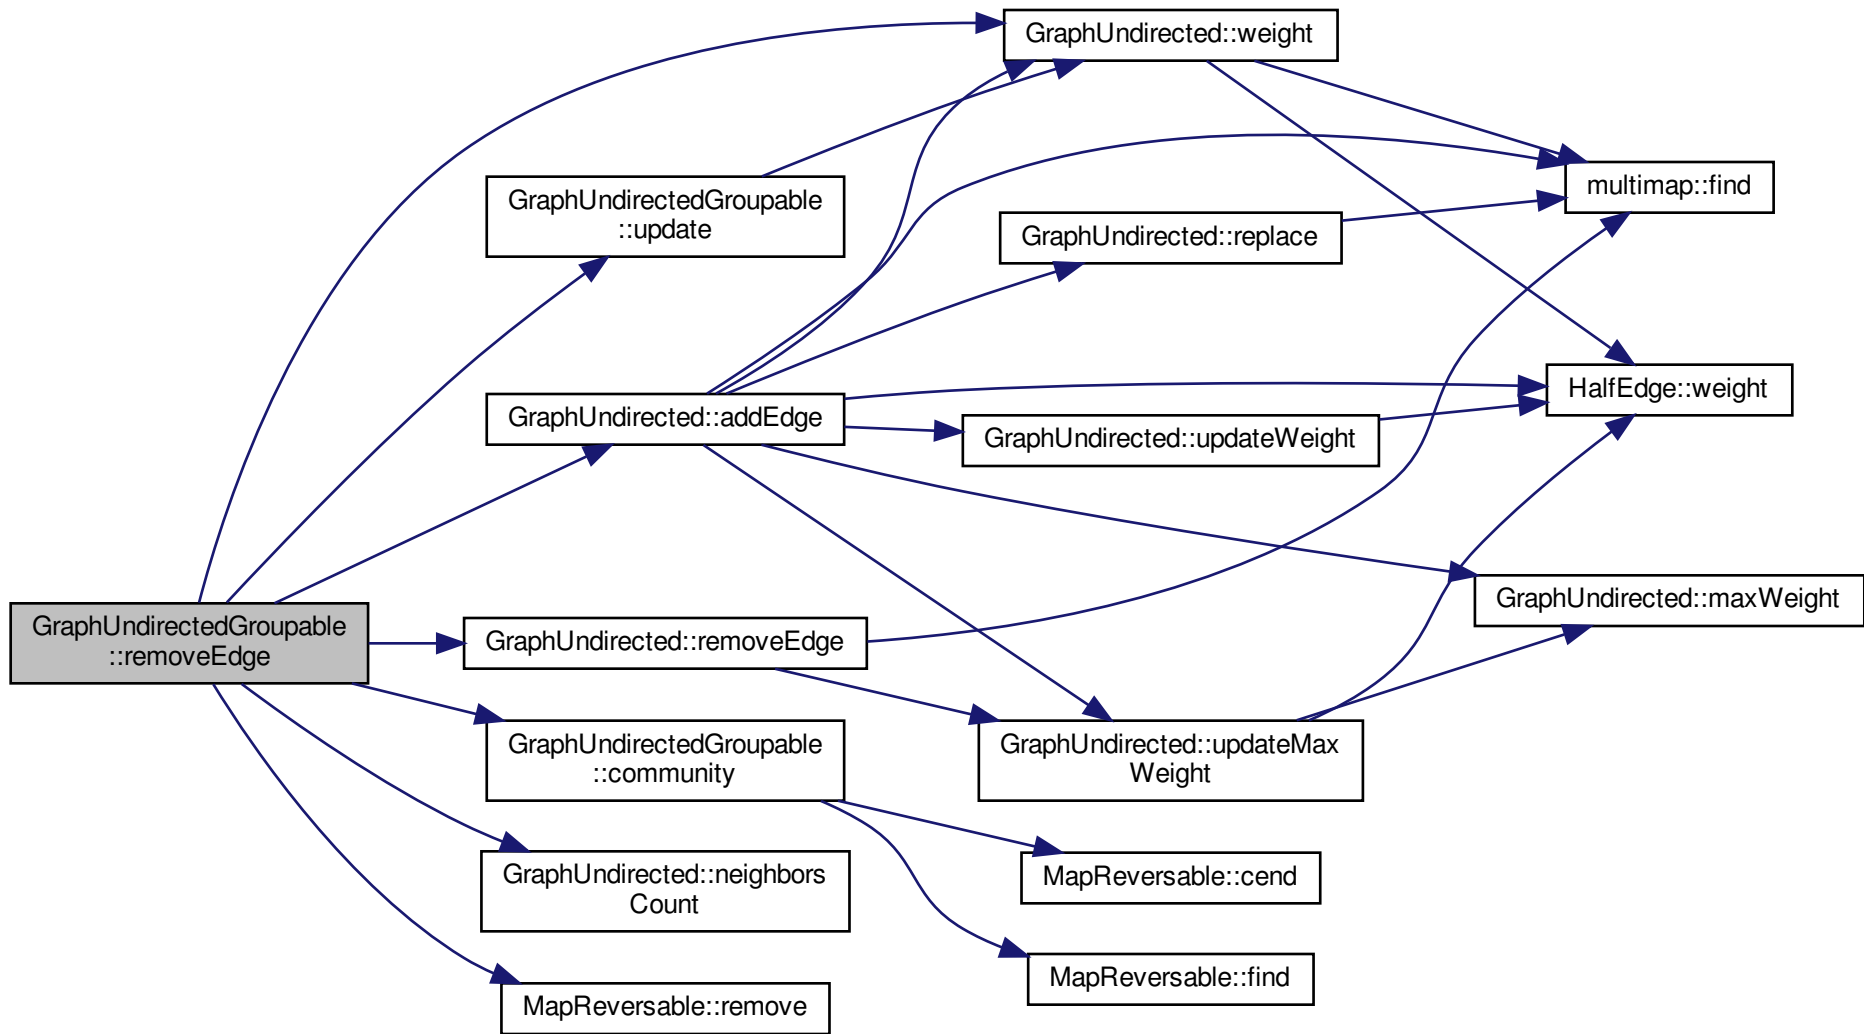 GraphUndirected::weight
multimap::find
GraphUndirectedGroupable
::update
GraphUndirected::replace
HalfEdge::weight
GraphUndirected::addEdge
GraphUndirected::updateWeight
GraphUndirected::maxWeight
GraphUndirectedGroupable
::removeEdge
GraphUndirected::removeEdge
GraphUndirectedGroupable
::community
GraphUndirected::updateMax
Weight
GraphUndirected::neighbors
Count
MapReversable::cend
MapReversable::find
MapReversable::remove